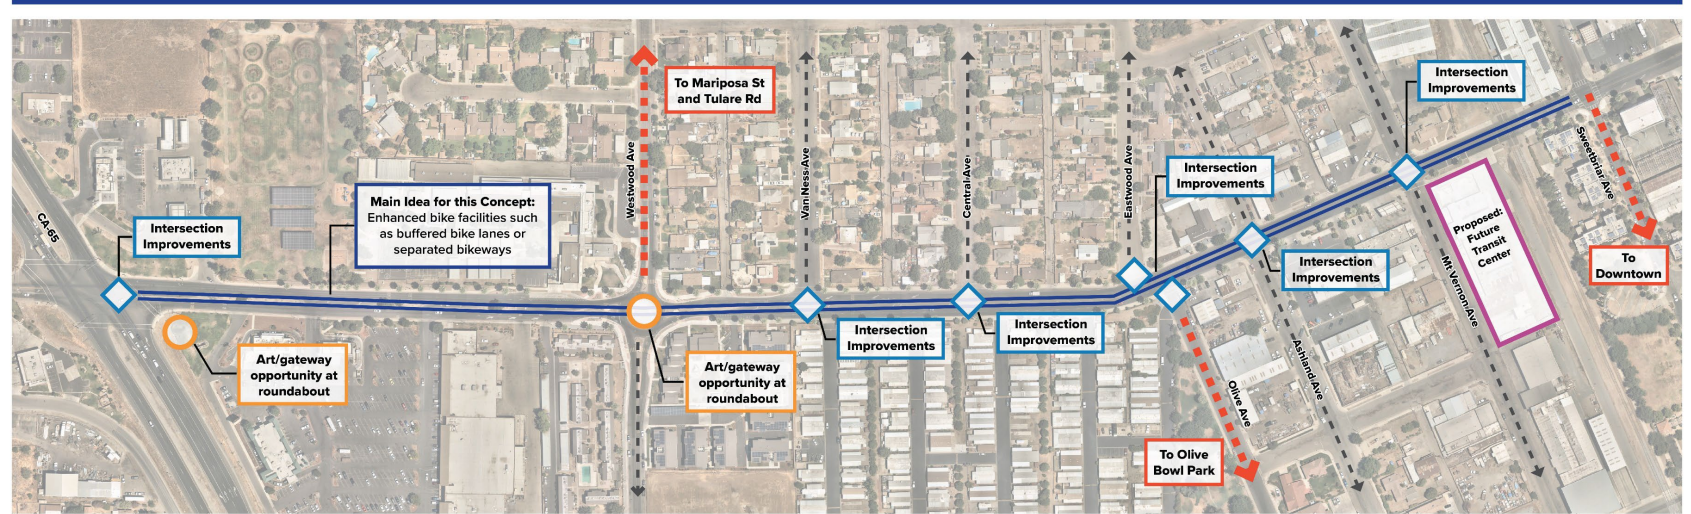 Intersection
Improvements
To Mariposa St
and Tulare Rd
Intersection
Improvements
CA-65
Intersection
Improvements
Main Idea for this Concept:
Enhanced bike facilities such
as buffered bike lanes or
separated bikeways
Westwood Ave
Van Ness Ave
Central Ave
Eastwood Ave
Sweetbriar Ave
Proposed:
Future
Transit
Center
To
Downtown
Intersection
Improvements
Mt Vernon Ave
Intersection
Improvements
Intersection
Improvements
Art/gateway
opportunity at
roundabout
Art/gateway
opportunity at
roundabout
Ashland Ave
Olive Ave
To Olive
Bowl Park